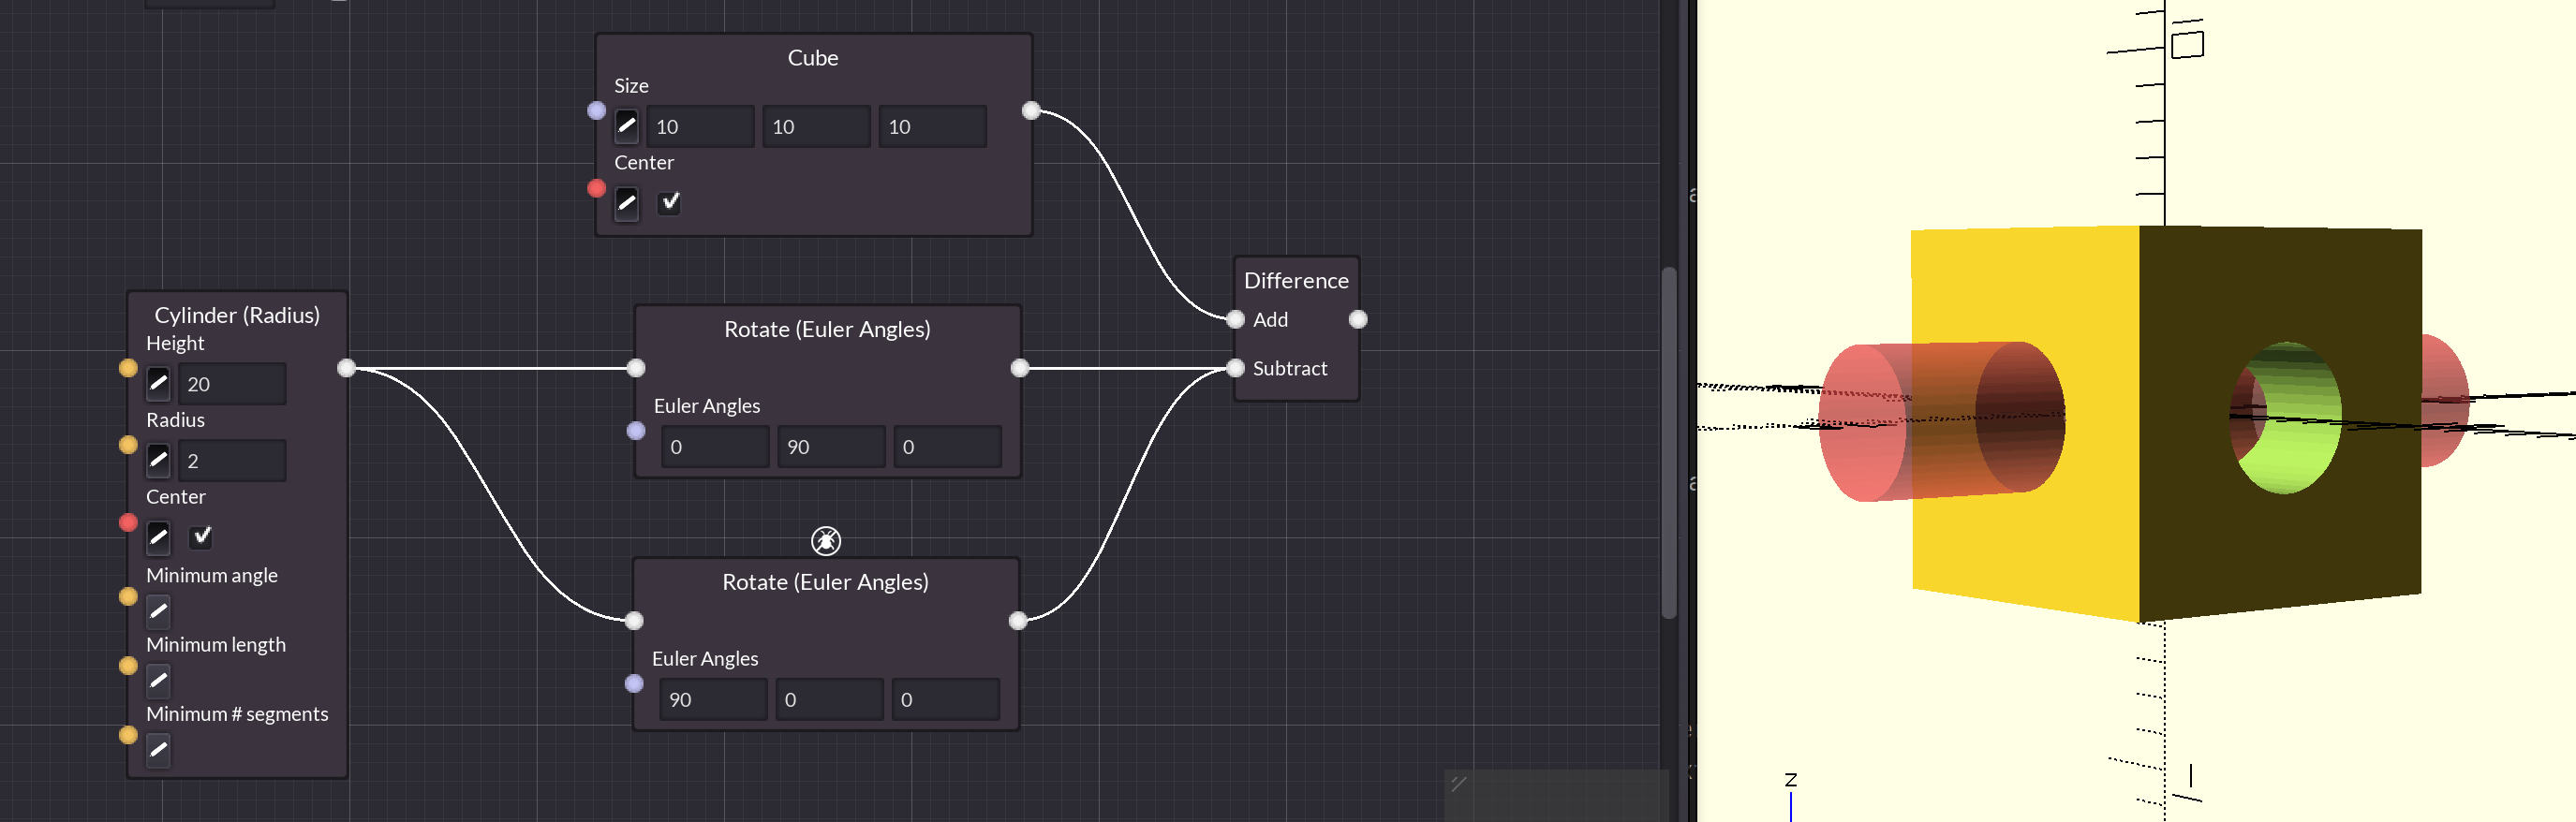 Cube
Size
10 10 10
Center
Difference
Add
Subtract
Cylinder (Radius)
Height
20
Radius
2
Center
Minimum angle
Minimum length
Minimum # segments
Rotate (Euler Angles)
Euler Angles
0 90 0
Rotate (Euler Angles)
Euler Angles
90 0 0
Z